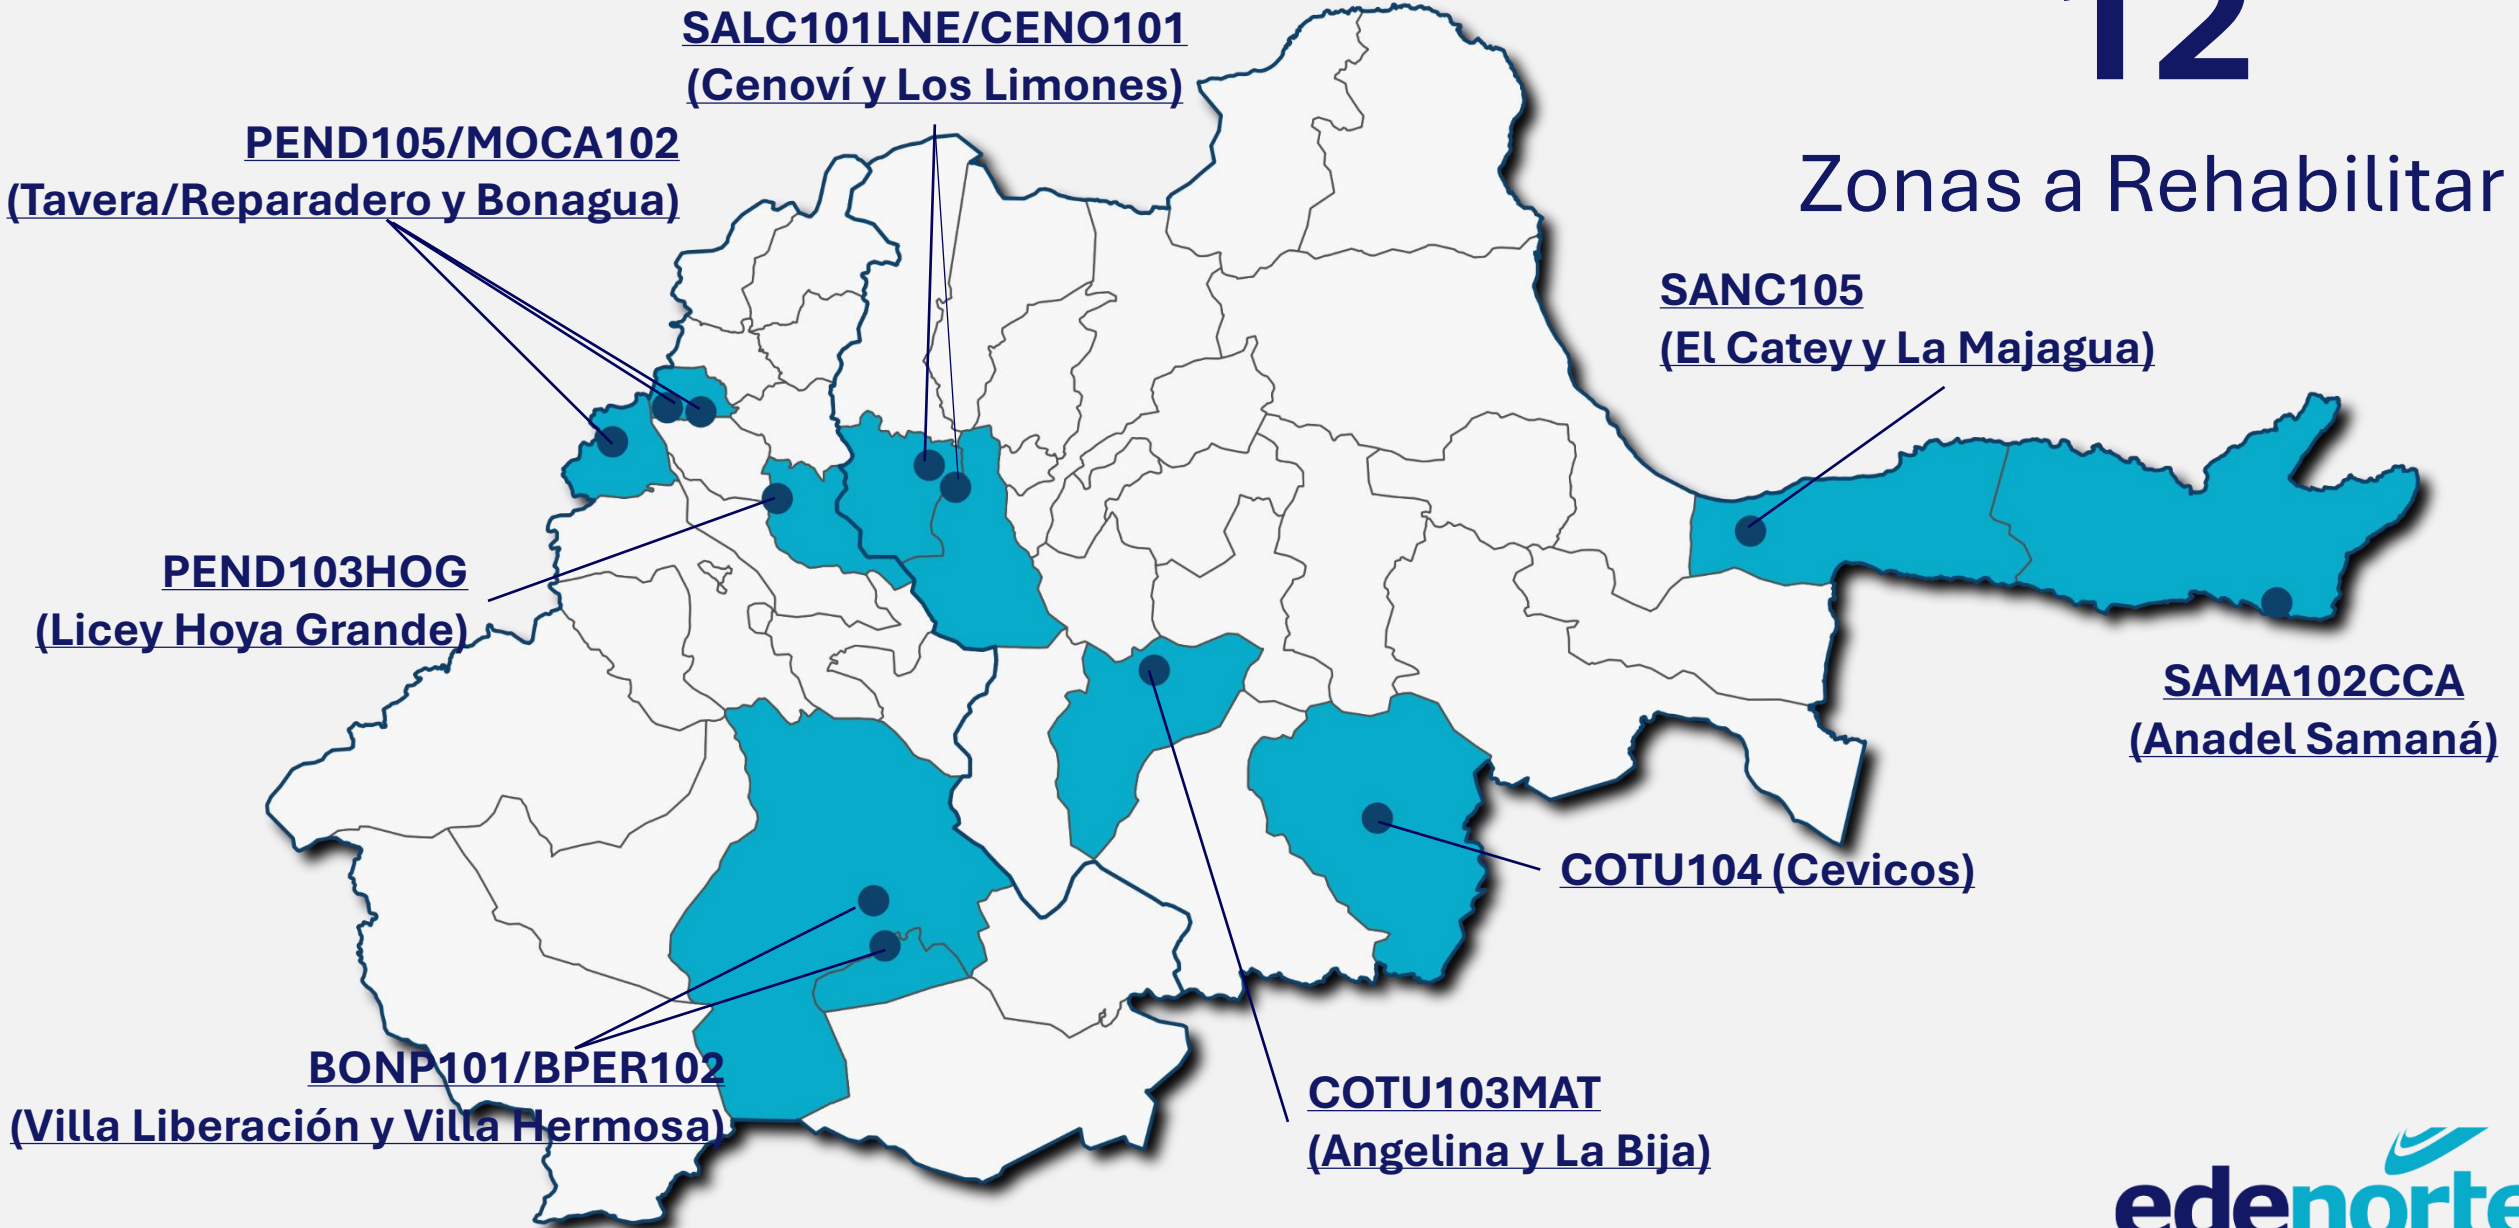 12
Zonas a Rehabilitar
SALC101LNE/CENO101
(Cenoví y Los Limones)
PEND105/MOCA102
(Tavera/Reparadero y Bonagua)
SANC105
(El Catey y La Majagua)
PEND103HOG
(Licey Hoya Grande)
SAMA102CCA
(Anadel Samaná)
COTU104 (Cevicos)
BONP101/BPER102
(Villa Liberación y Villa Hermosa)
COTU103MAT
(Angelina y La Bija)
edenorte